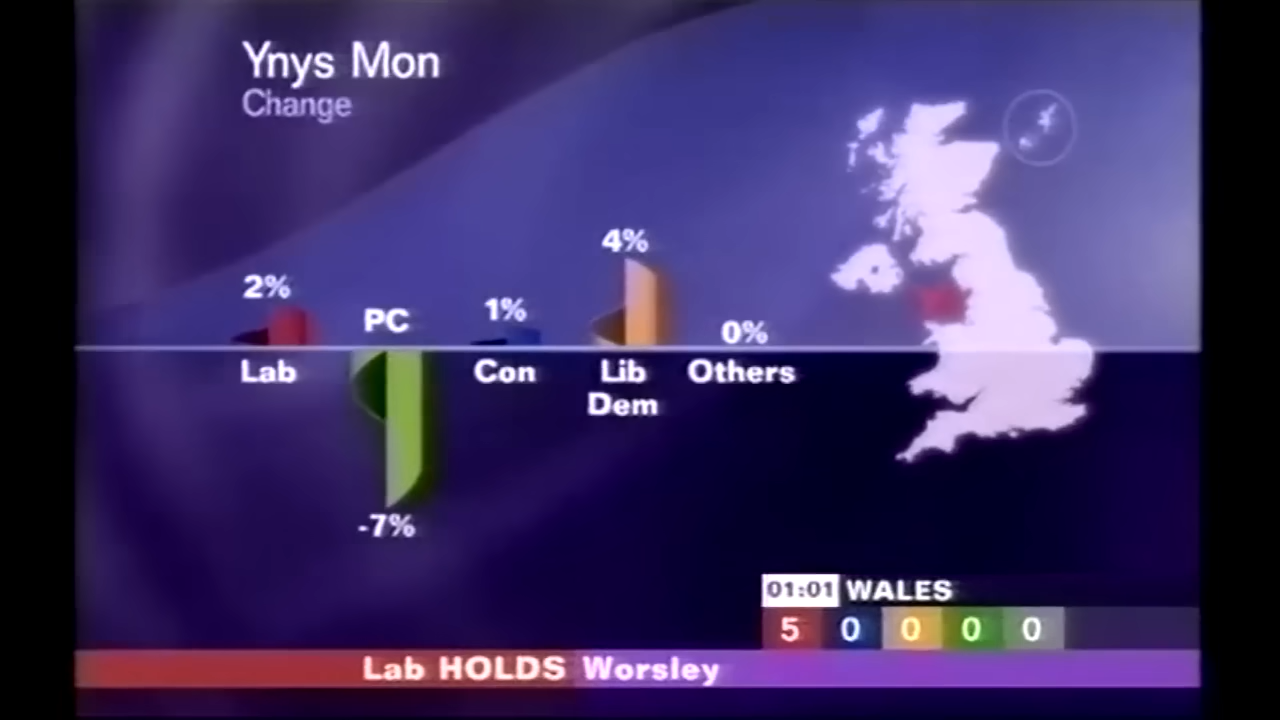 Ynys Mon
Change
4%
2%
PC
1%
0%
Lab
Con
Lib
Dem
Others
-7%
01:01 WALES
5 0 0 0 0
Lab HOLDS Worsley